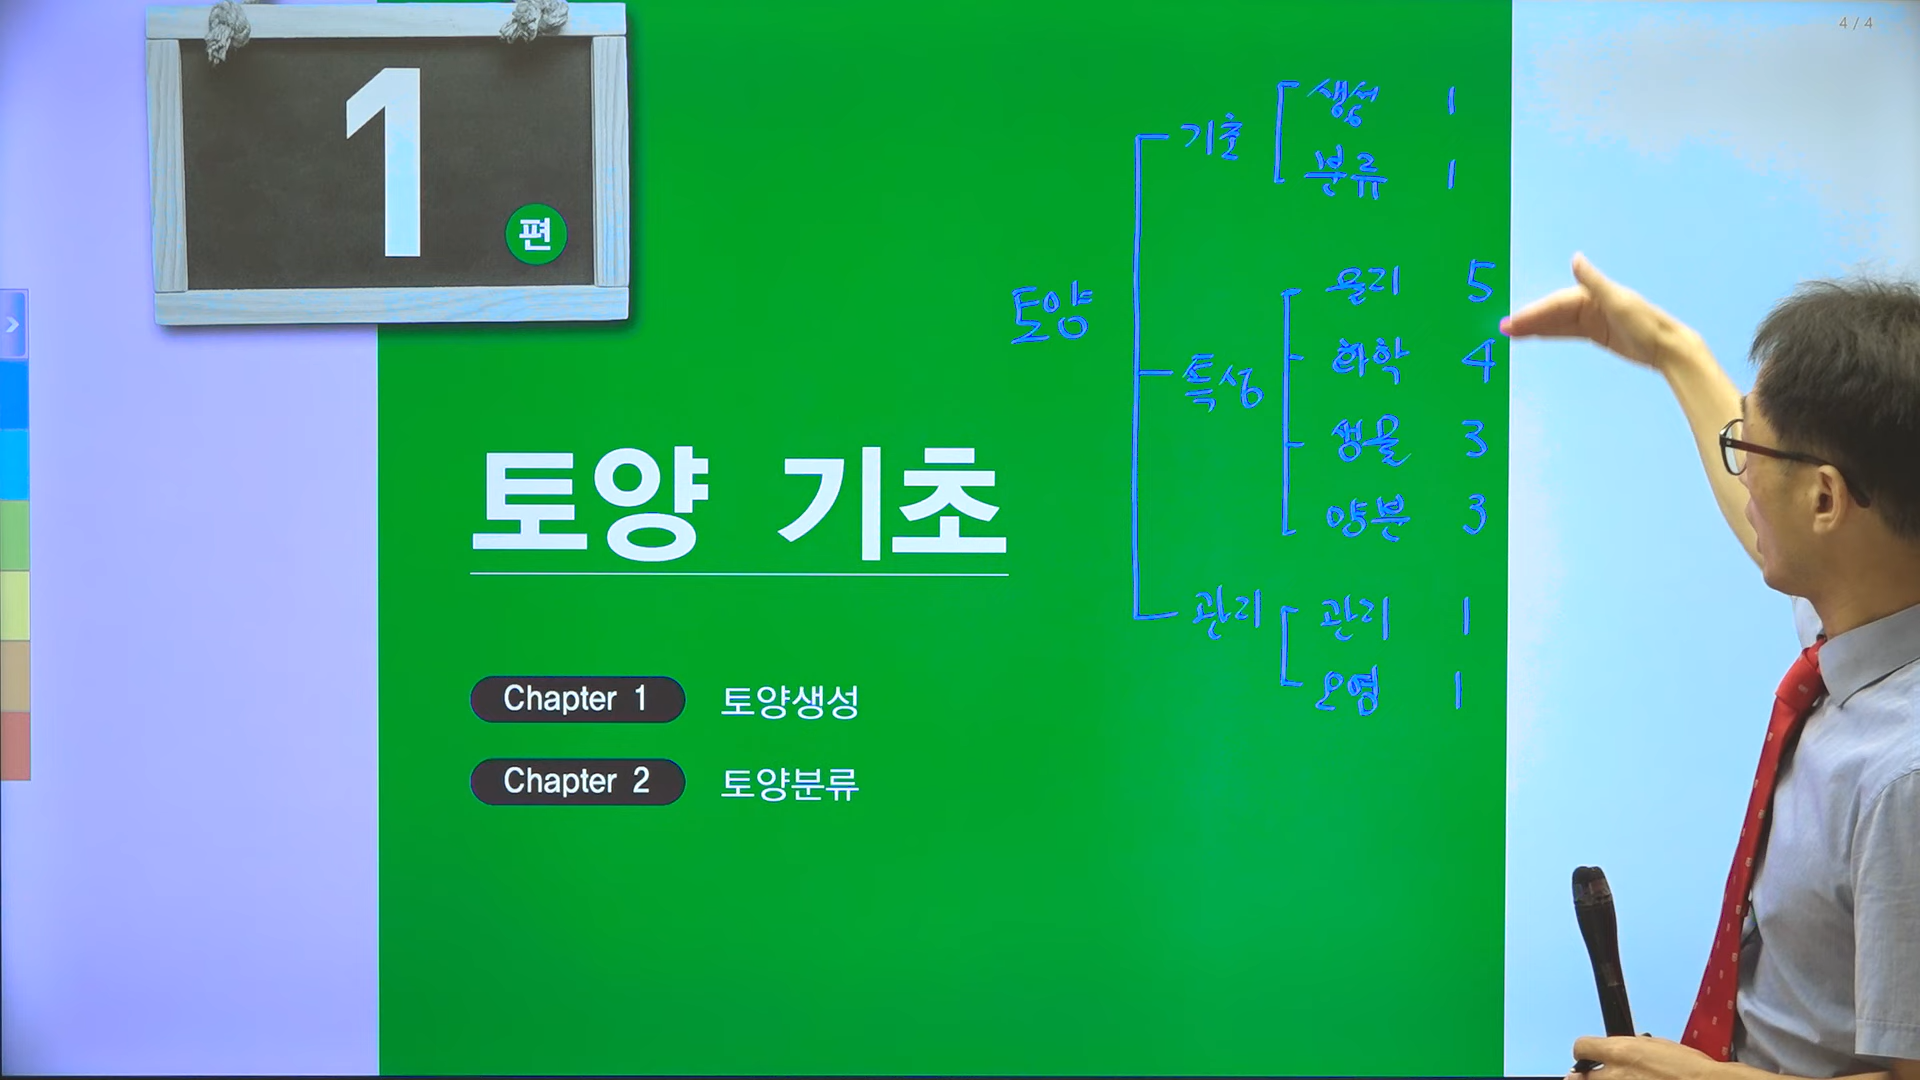 4 / 4
1
편
토양 기초
Chapter 1 토양생성
Chapter 2 토양분류
토양
기초
생성 1
분류 1
특성
물리 5
화학 4
생물 3
양분 3
관리
관리 1
오염 1